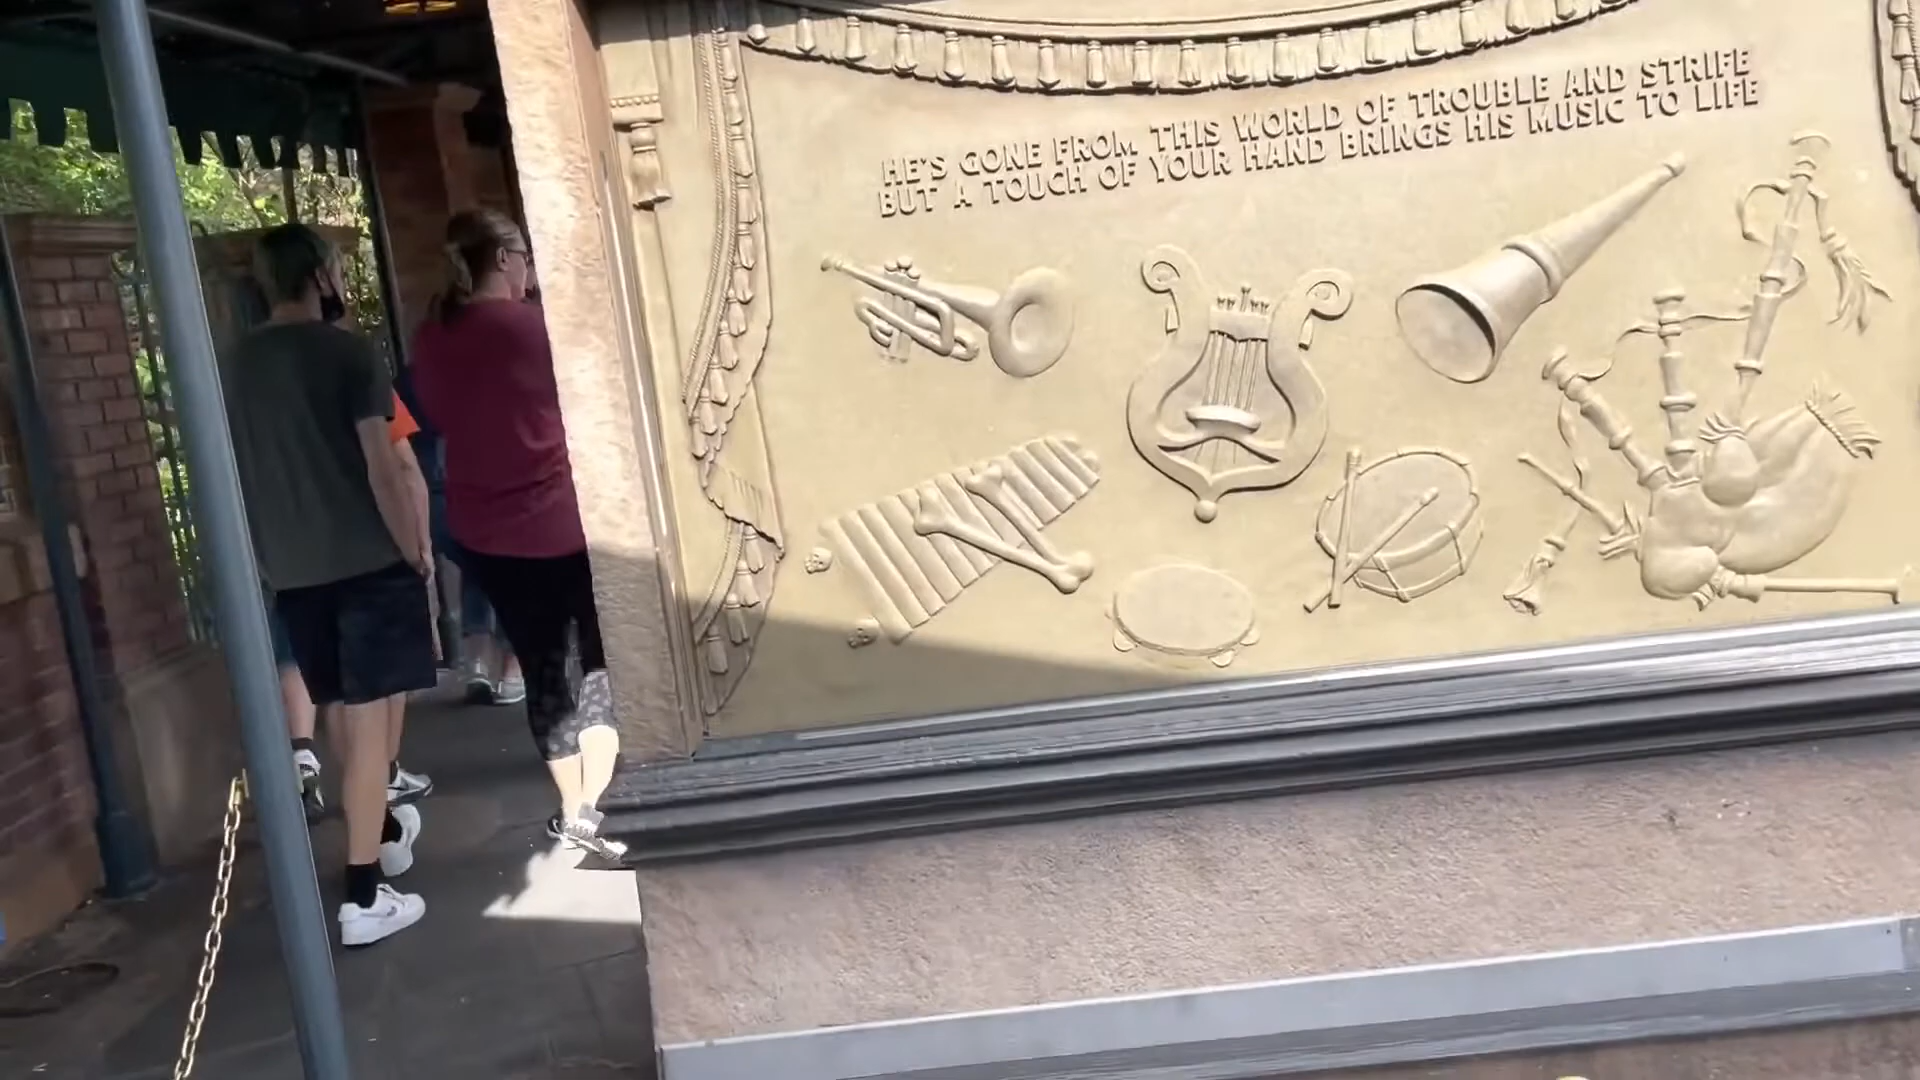 HE'S GONE FROM THIS WORLD OF TROUBLE AND STRIFE
BUT A TOUCH OF YOUR HAND BRINGS HIS MUSIC TO LIFE